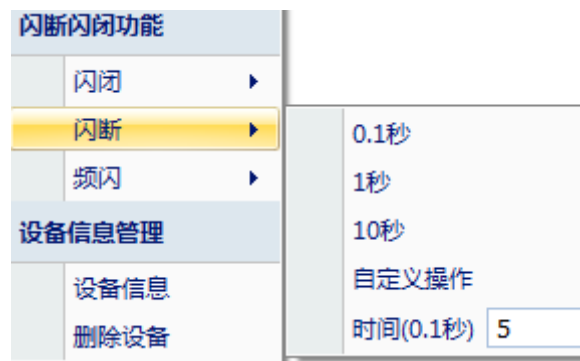 闪断闪闭功能
闪闭
闪断
频闪
设备信息管理
设备信息
删除设备
0.1秒
1秒
10秒
自定义操作
时间(0.1秒) 5